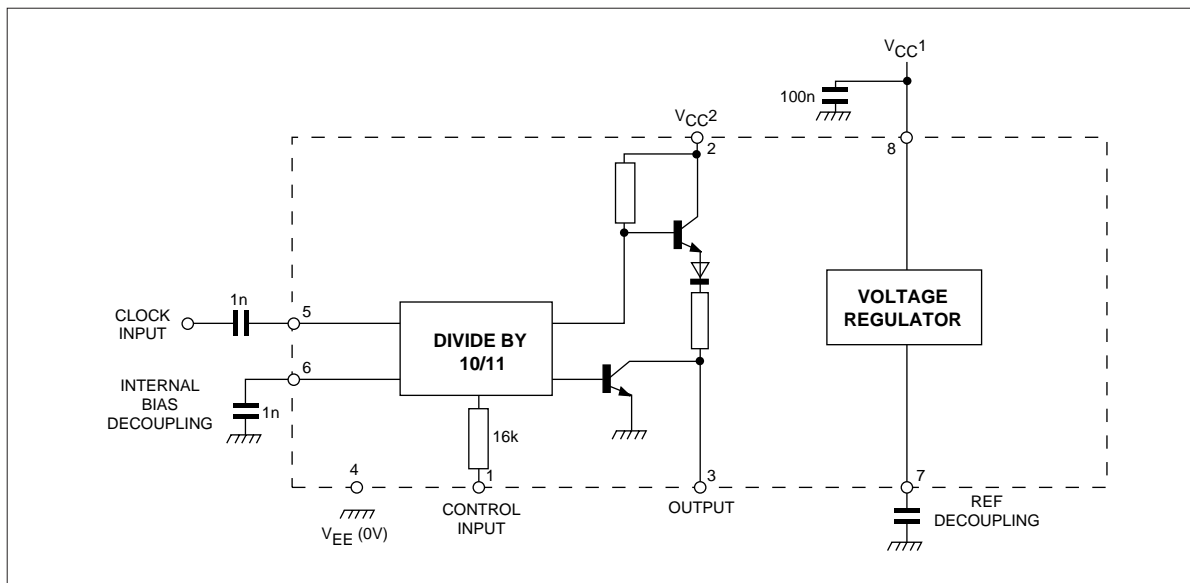 VCC1
100n
VCC2
2
8
1n
5
CLOCK
INPUT
DIVIDE BY
10/11
VOLTAGE
REGULATOR
6
INTERNAL
BIAS
DECOUPLING
1n
16k
4
1
3
7
VEE (0V)
CONTROL
INPUT
OUTPUT
REF
DECOUPLING